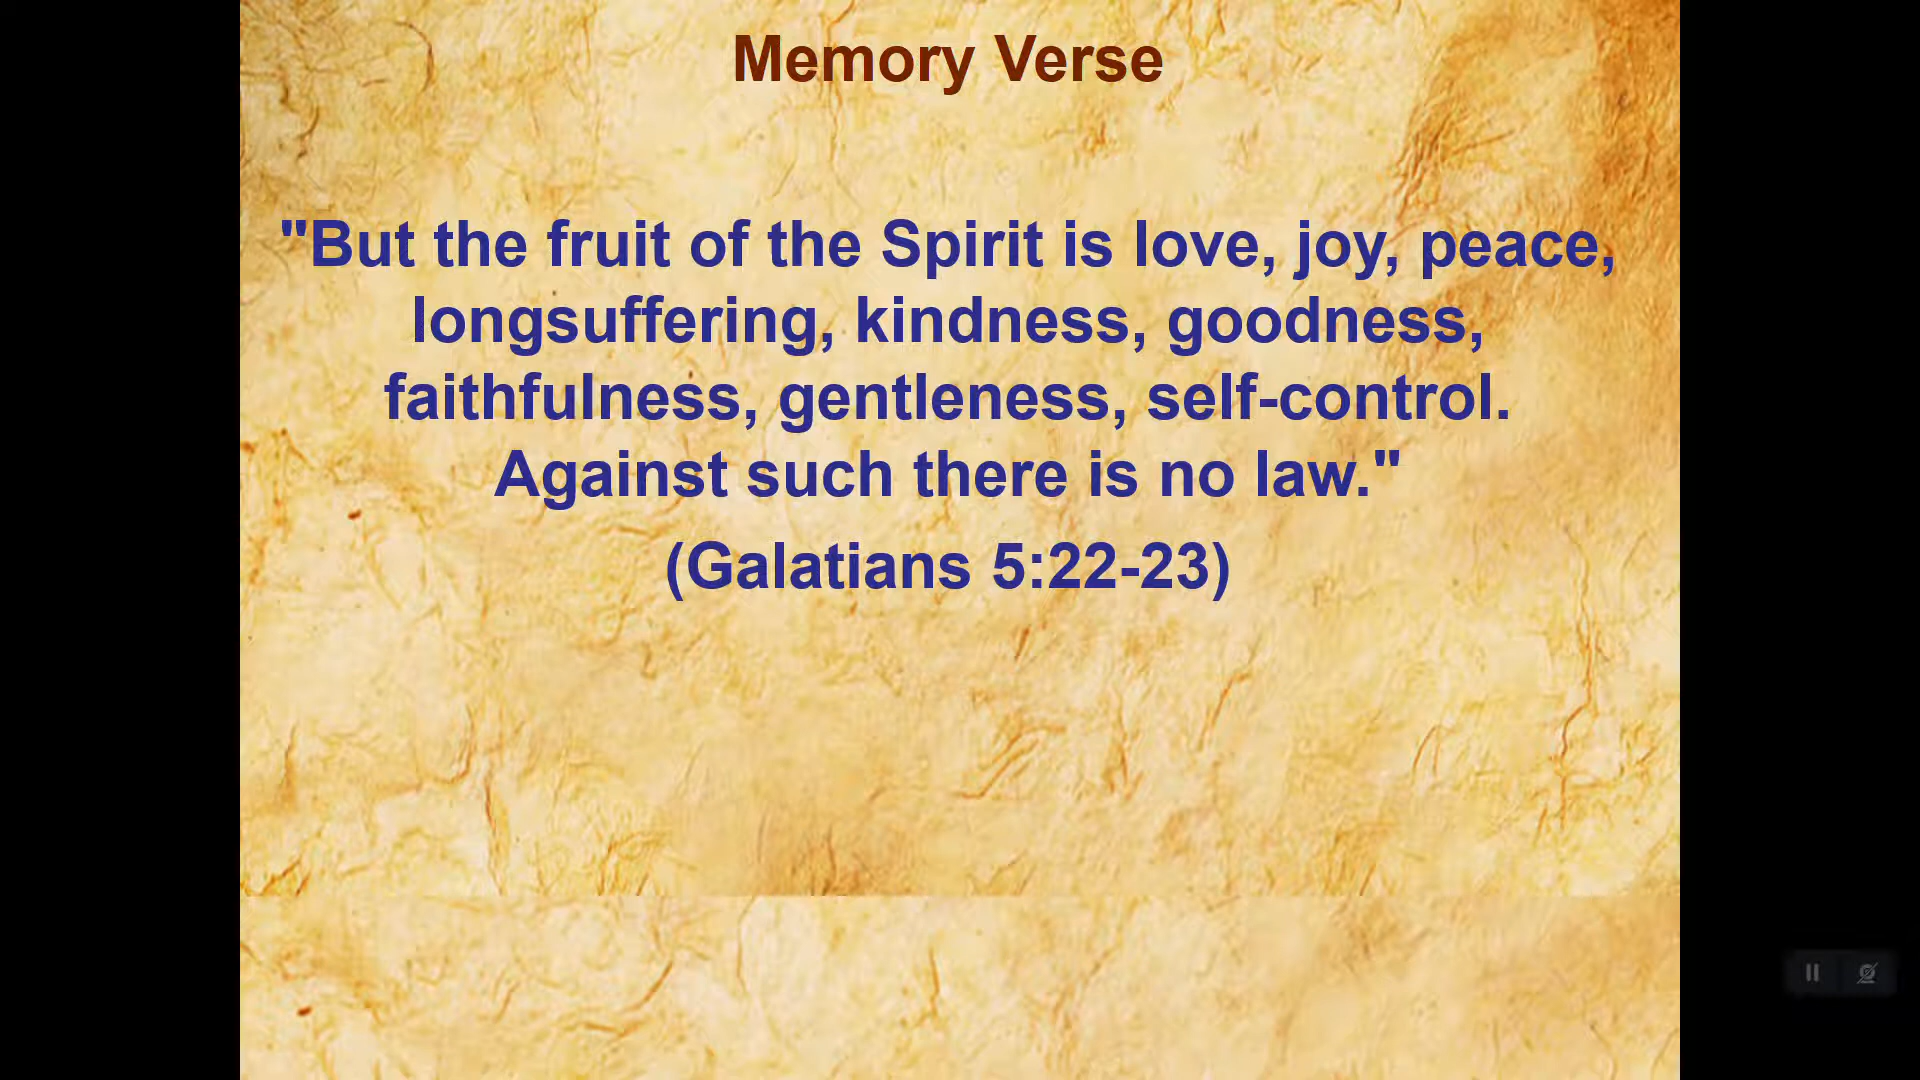 Memory Verse
"But the fruit of the Spirit is love, joy, peace,
longsuffering, kindness, goodness,
faithfulness, gentleness, self-control.
Against such there is no law."
(Galatians 5:22-23)